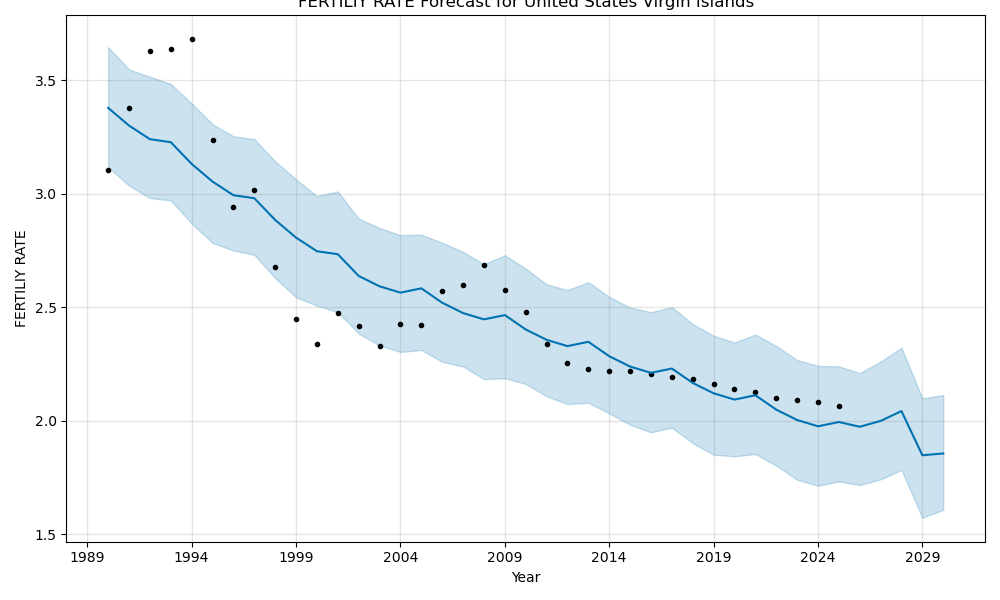 FERTILIY RATE Forecast for United States Virgin Islands
3.5
3.0
2.5
2.0
1.5
FERTILIY RATE
1989 1994 1999 2004 2009 2014 2019 2024 2029
Year